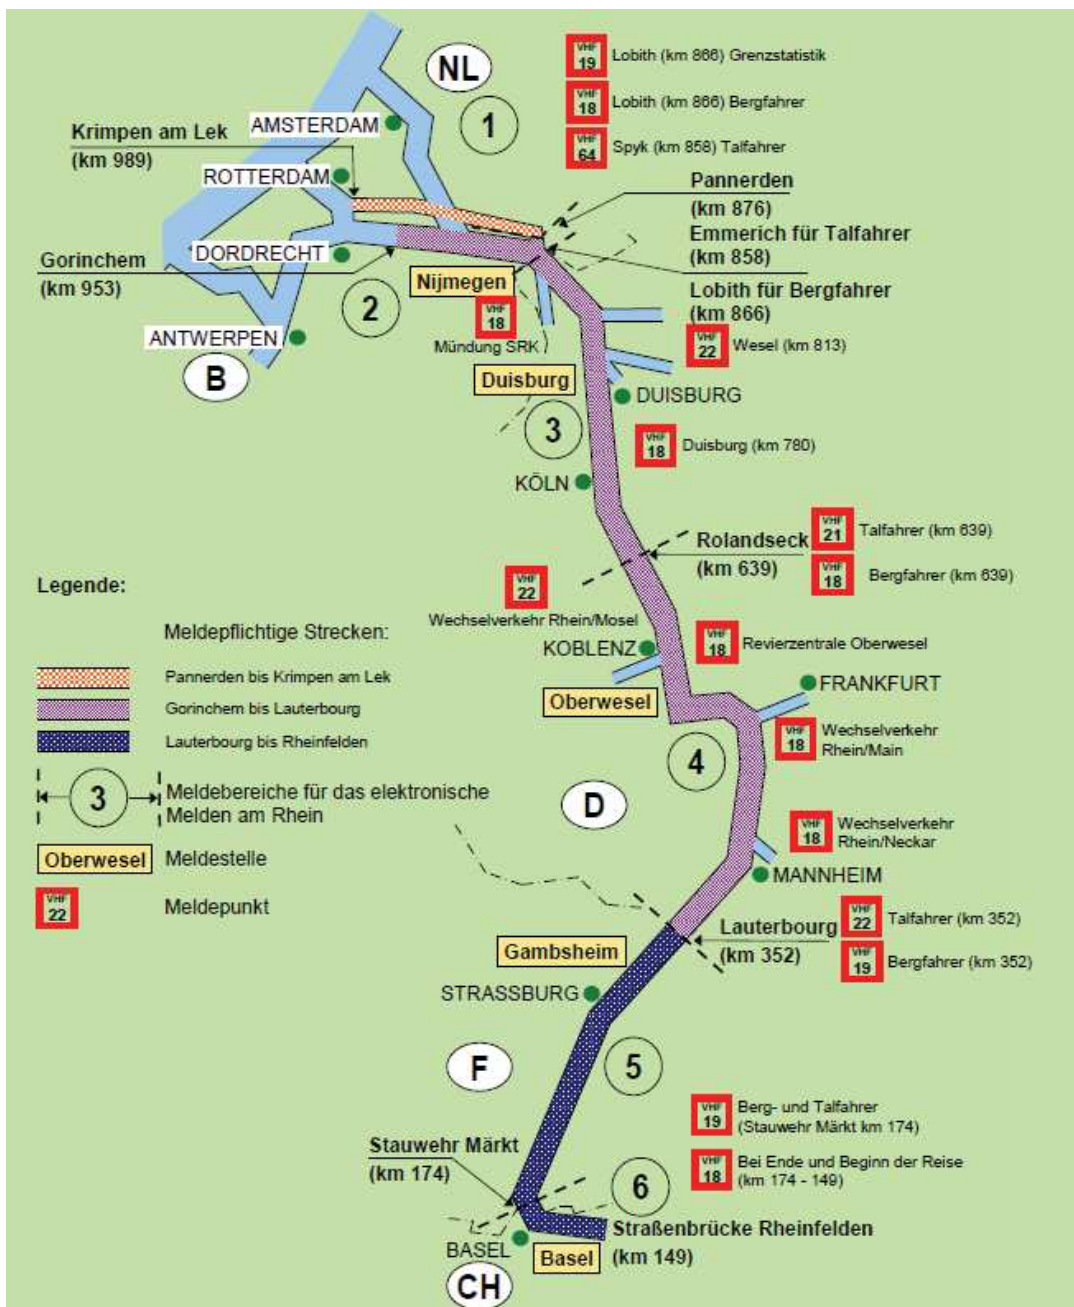 NL
1
VHF
19
Lobith (km 866) Grenzstatistik
VHF
18
Lobith (km 866) Bergfahrer
VHF
64
Spyk (km 858) Talfahrer
Krimpen am Lek
(km 989)
AMSTERDAM
ROTTERDAM
Pannerden
(km 876)
Emmerich für Talfahrer
(km 858)
Lobith für Bergfahrer
(km 866)
Gorinchem
(km 953)
DORDRECHT
2
Nijmegen
VHF
18
Mündung SRK
ANTWERPEN
B
VHF
22
Wesel (km 813)
Duisburg
DUISBURG
3
VHF
18
Duisburg (km 780)
KÖLN
Rolandseck
(km 639)
VHF
21
Talfahrer (km 639)
VHF
18
Bergfahrer (km 639)
VHF
22
Wechselverkehr Rhein/Mosel
KOBLENZ
VHF
18
Revierzentrale Oberwesel
Oberwesel
FRANKFURT
4
VHF
18
Wechselverkehr
Rhein/Main
D
VHF
18
Wechselverkehr
Rhein/Neckar
MANNHEIM
Legende:
Meldepflichtige Strecken:
Pannerden bis Krimpen am Lek
Gorinchem bis Lauterbourg
Lauterbourg bis Rheinfelden
3
Meldebereiche für das elektronische
Melden am Rhein
Oberwesel
Meldestelle
VHF
22
Meldepunkt
Lauterbourg
(km 352)
VHF
22
Talfahrer (km 352)
VHF
19
Bergfahrer (km 352)
Gambsheim
STRASSBURG
F
5
VHF
19
Berg- und Talfahrer
(Stauwehr Märkt km 174)
VHF
18
Bei Ende und Beginn der Reise
(km 174 - 149)
Stauwehr Märkt
(km 174)
6
Straßenbrücke Rheinfelden
(km 149)
BASEL
Basel
CH